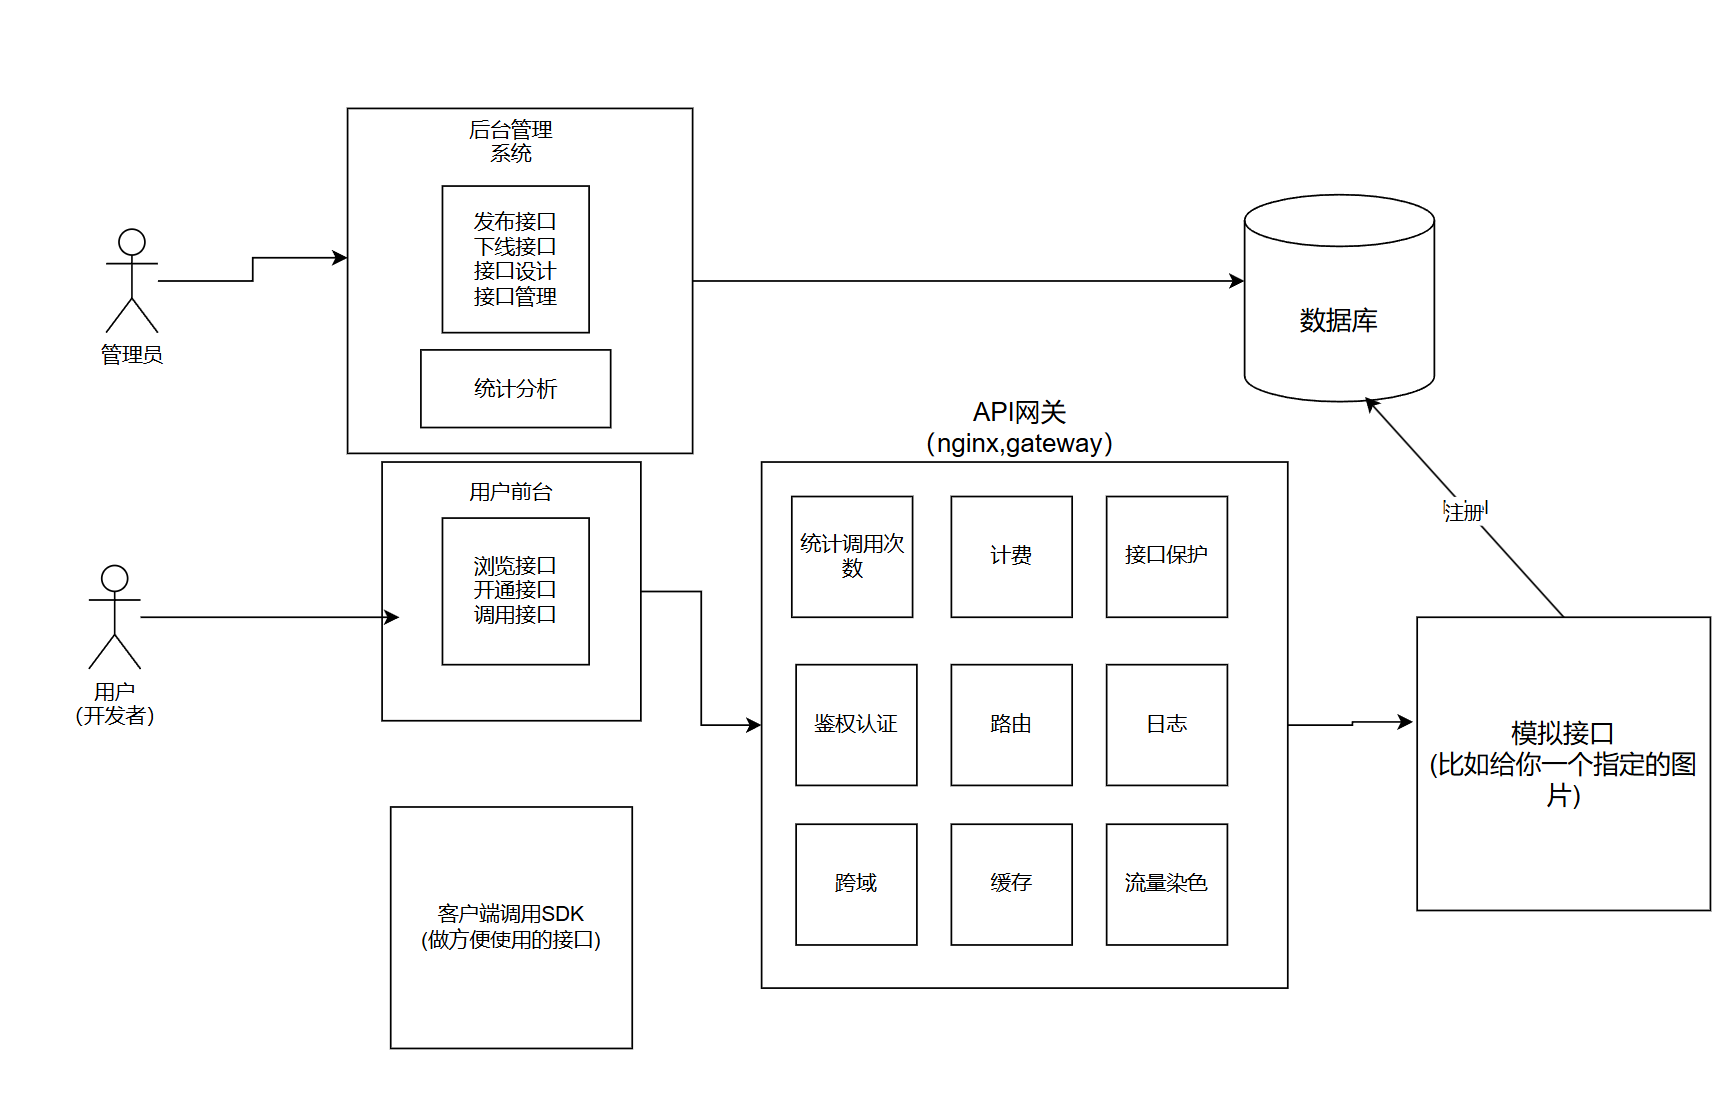 后台管理
系统
发布接口
下线接口
接口设计
接口管理
统计分析
管理员
数据库
API网关
（nginx,gateway）
用户前台
浏览接口
开通接口
调用接口
用户
（开发者）
统计调用次
数
计费
接口保护
鉴权认证
路由
日志
跨域
缓存
流量染色
注册
模拟接口
(比如给你一个指定的图
片)
客户端调用SDK
(做方便使用的接口)